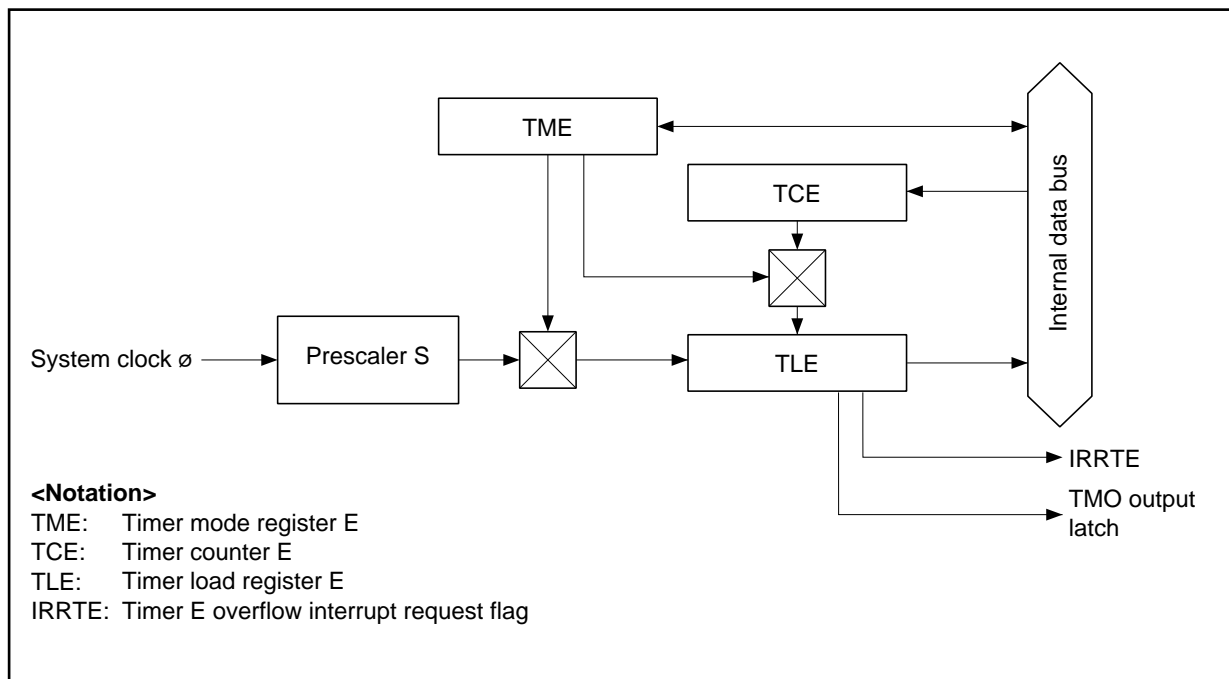 TME
TCE
Internal data bus
System clock ø
Prescaler S
TLE
IRRTE
TMO output
latch
<Notation>
TME: Timer mode register E
TCE: Timer counter E
TLE: Timer load register E
IRRTE: Timer E overflow interrupt request flag